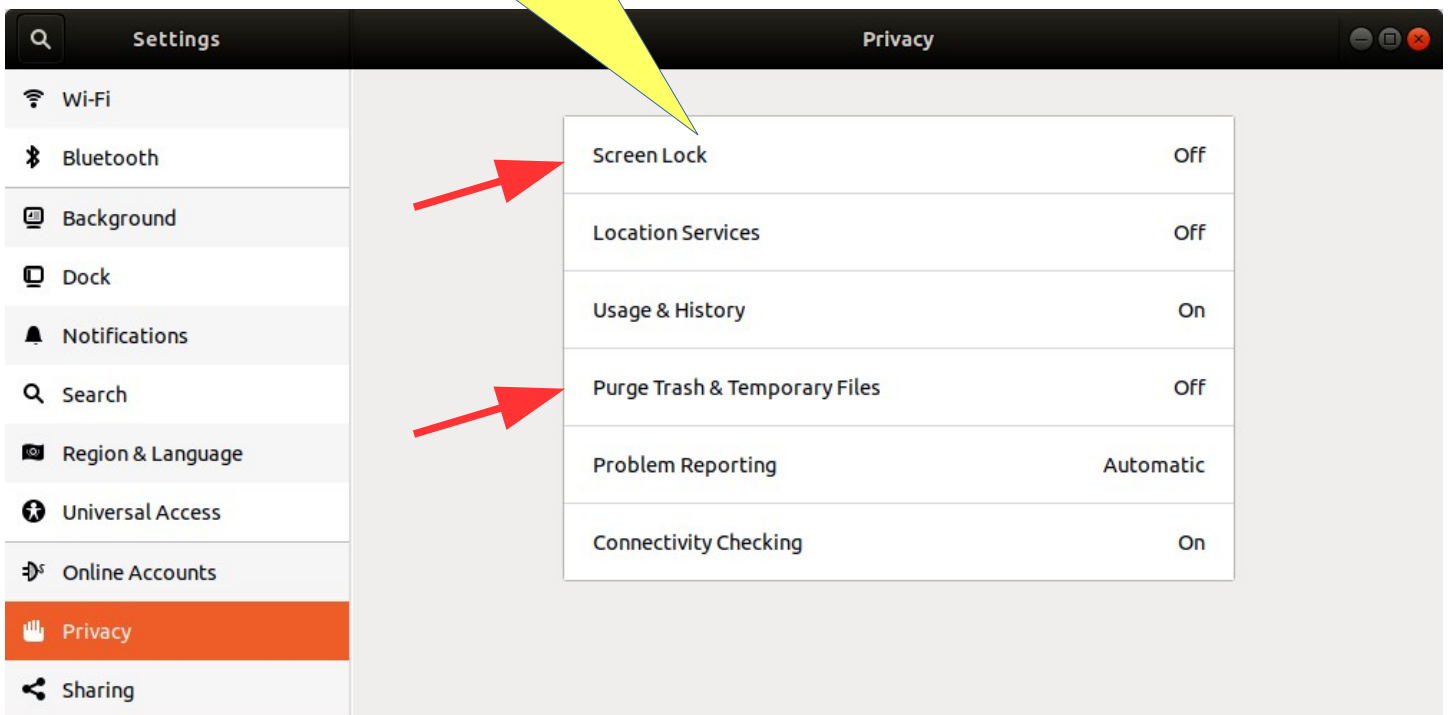 Settings
Privacy
Wi-Fi
Bluetooth
Background
Dock
Notifications
Search
Region & Language
Universal Access
Online Accounts
Privacy
Sharing
Screen Lock Off
Location Services Off
Usage & History On
Purge Trash & Temporary Files Off
Problem Reporting Automatic
Connectivity Checking On